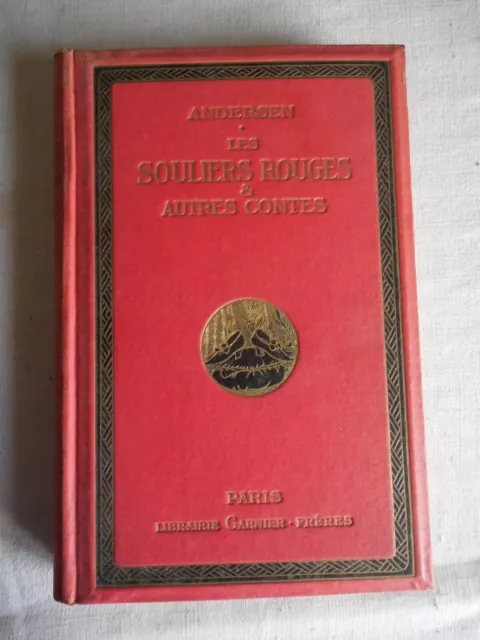 ANDERSEN
LES
SOULIERS ROUGES
&
AUTRES CONTES
PARIS
LIBRAIRIE GARNIER · FRÈRES